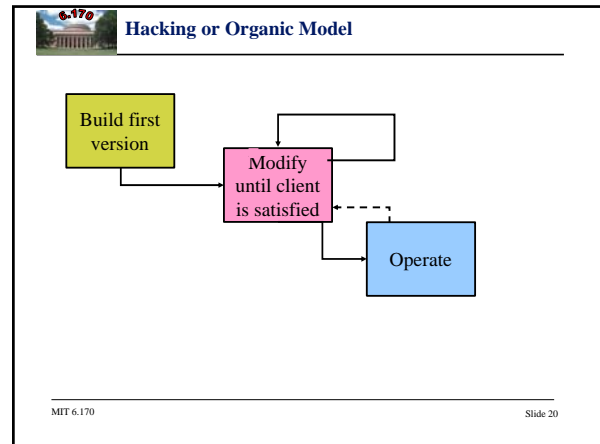 6.170
Hacking or Organic Model
Build first
version
Modify
until client
is satisfied
Operate
MIT 6.170
Slide 20